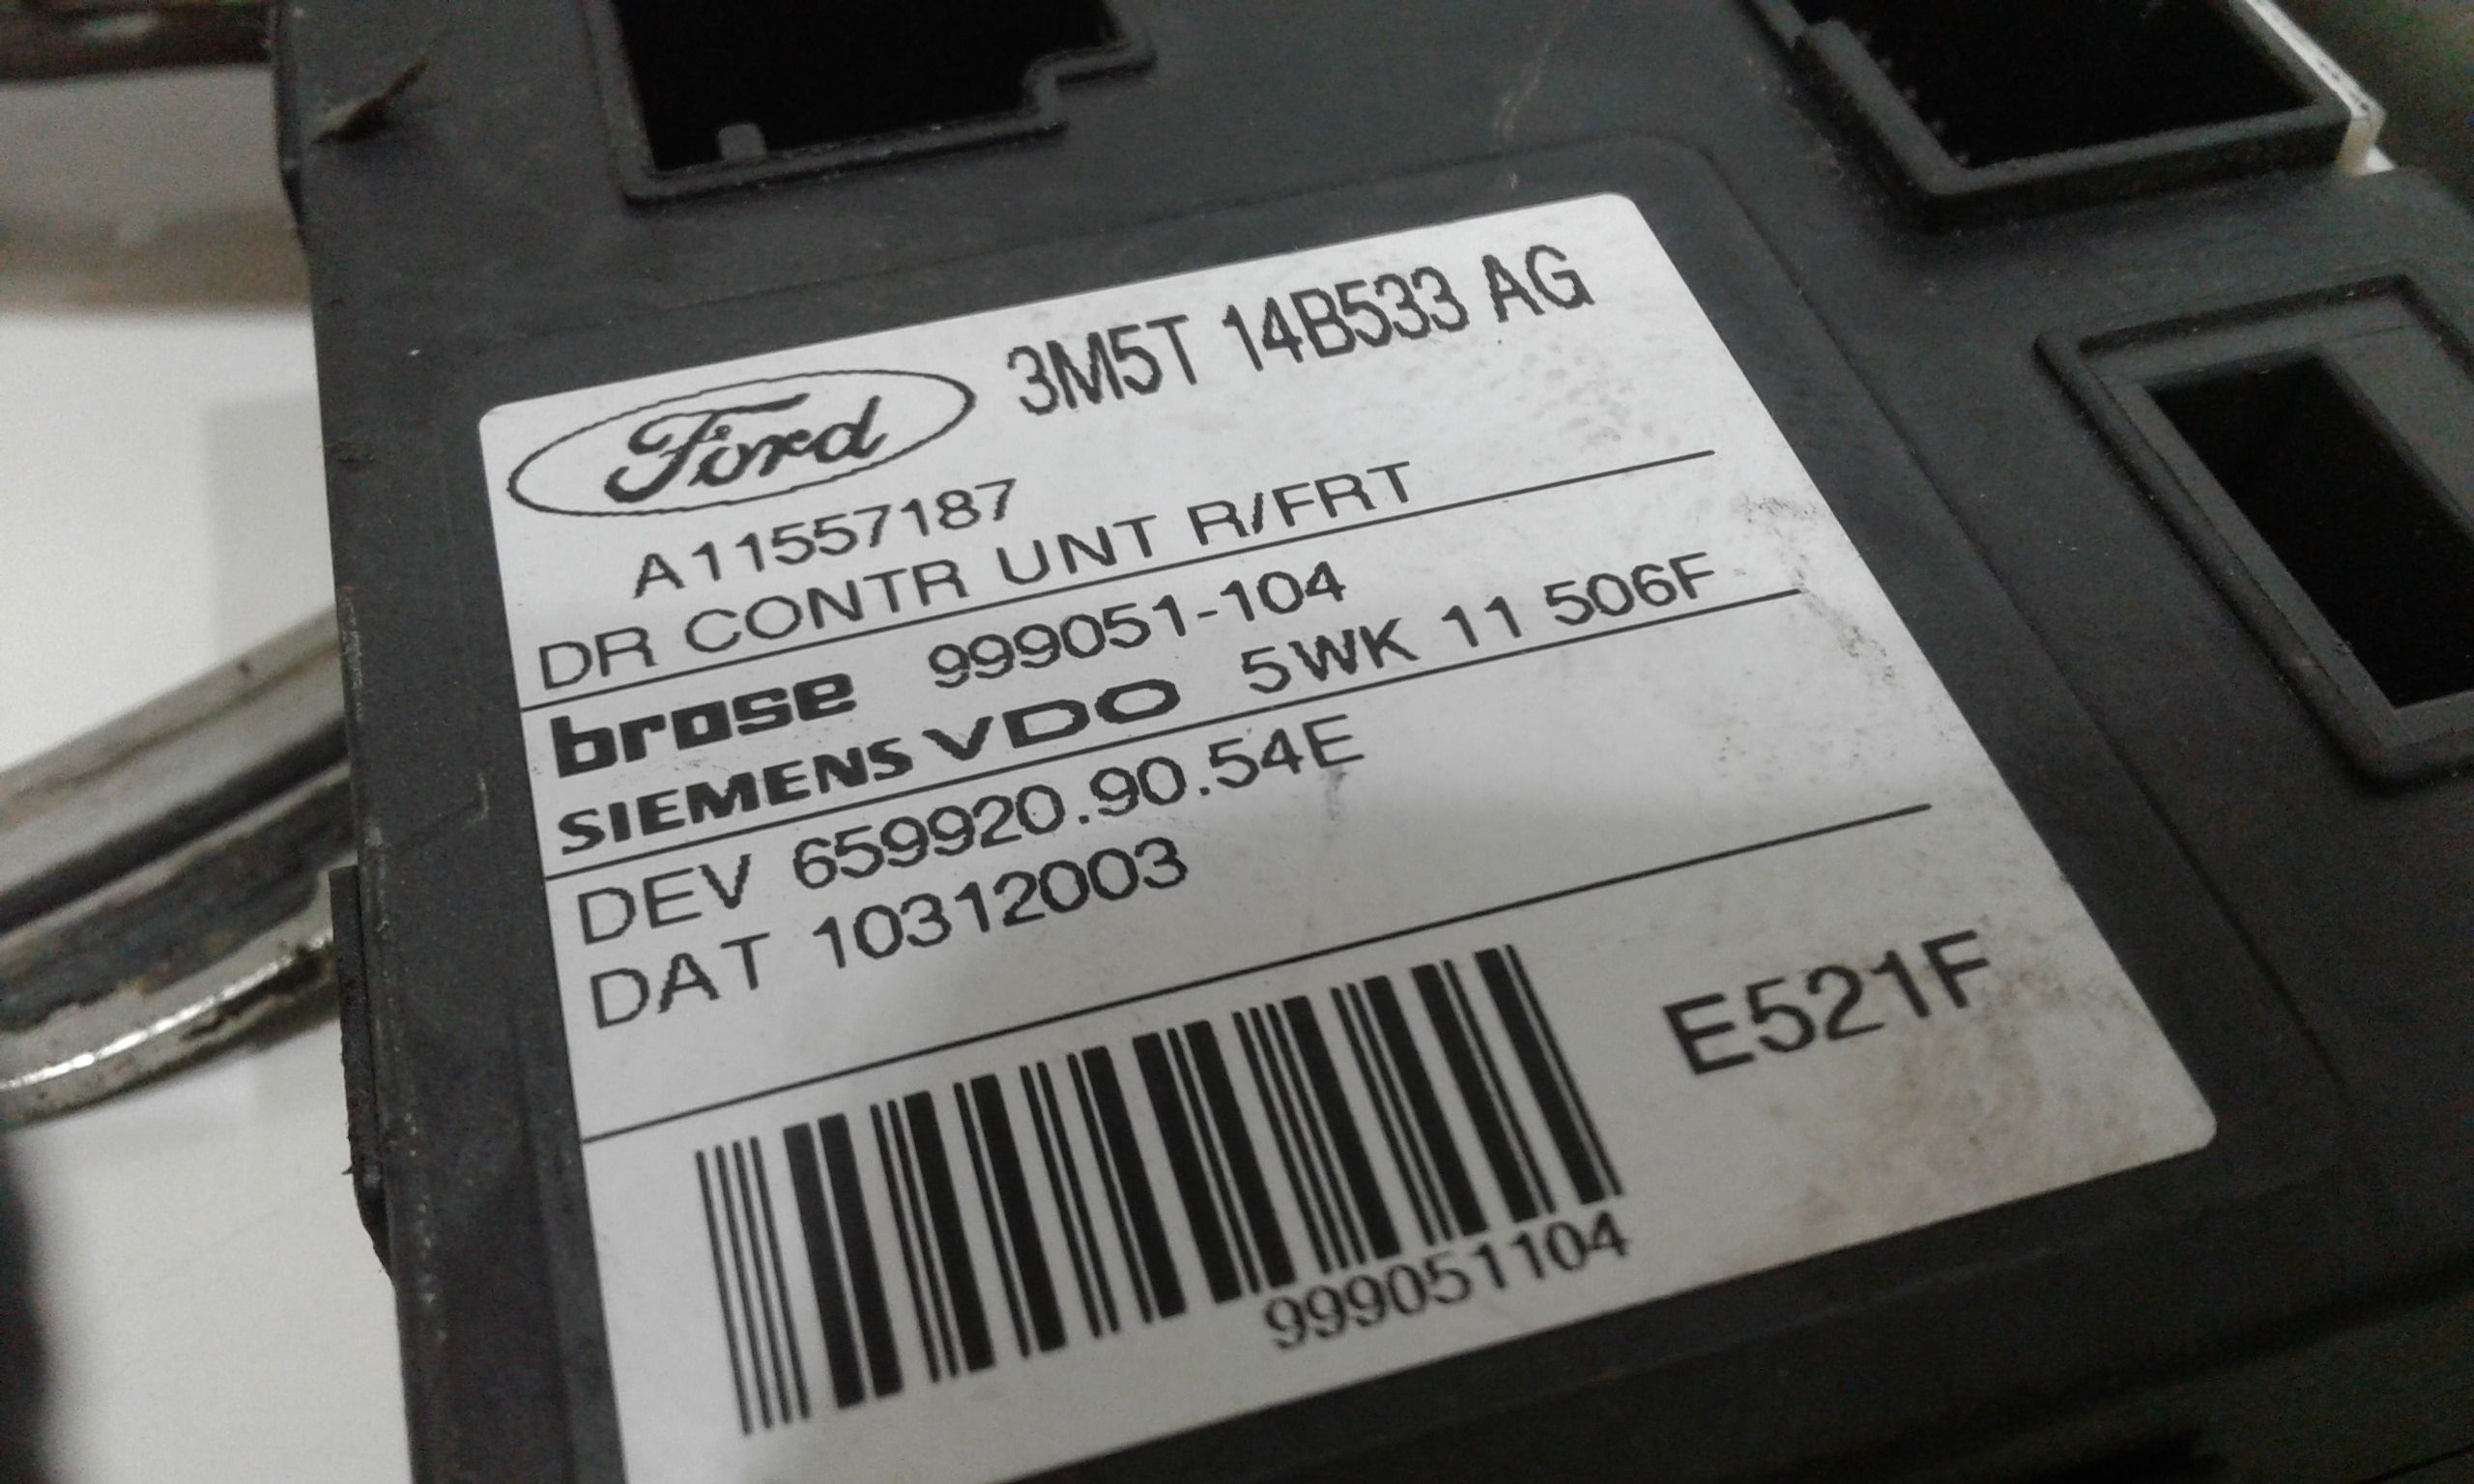 Ford 3M5T 14B533 AG
A11557187
DR CONTR UNT R/FRT
brose 999051-104
SIEMENS VDO 5WK 11 506F
DEV 659920.90.54E
DAT 10312003
E521F
999051104